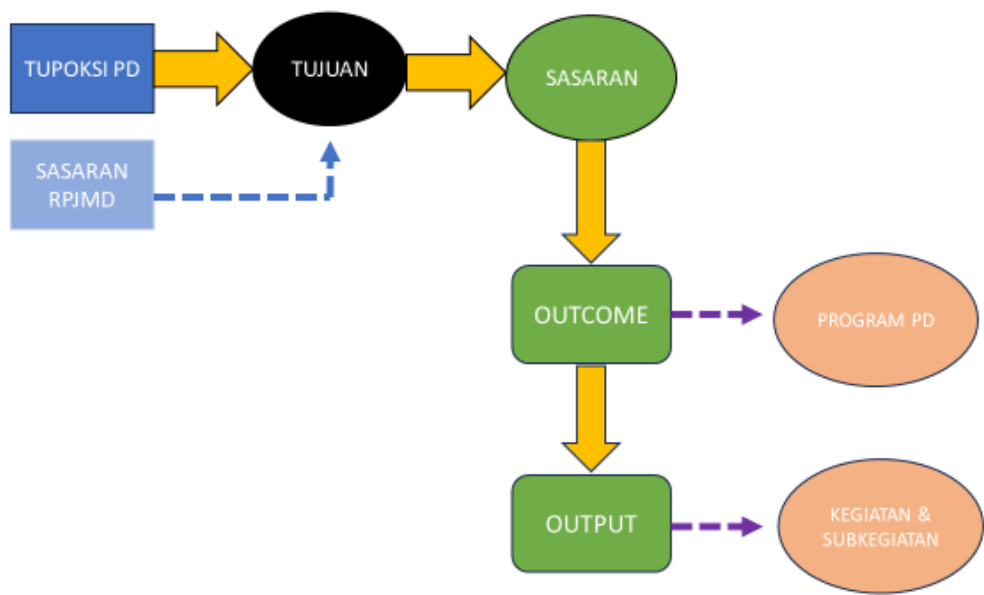 TUPOKSI PD
TUJUAN
SASARAN
SASARAN
RPJMD
OUTCOME
PROGRAM PD
OUTPUT
KEGIATAN &
SUBKEGIATAN